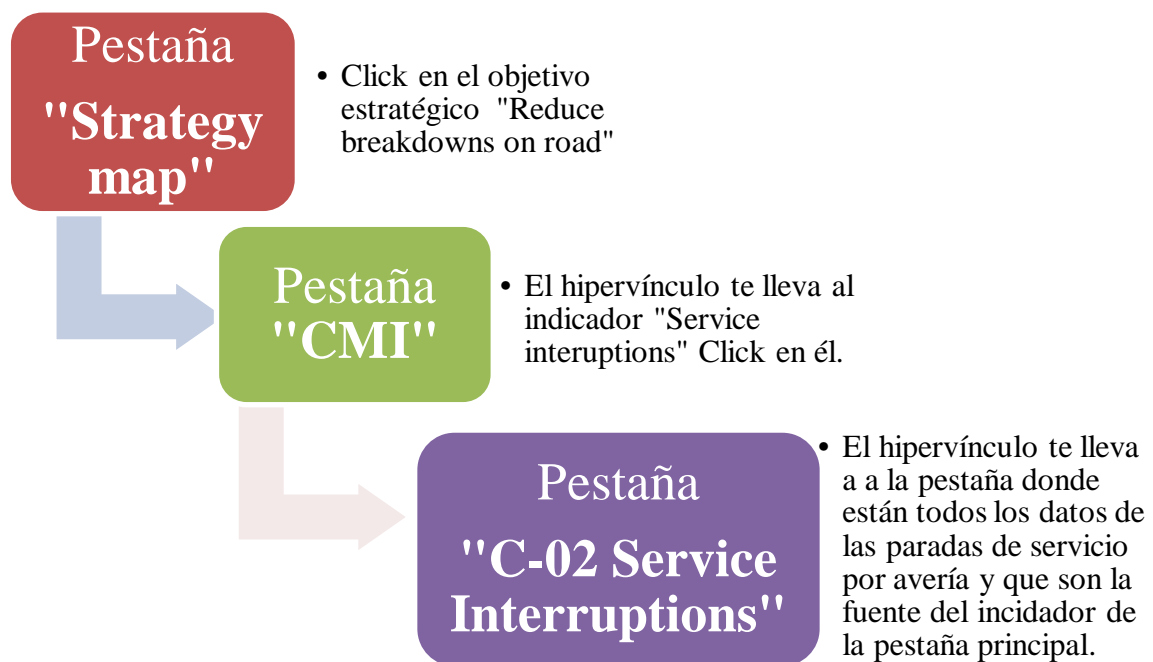 Pestaña
"Strategy
map"
• Click en el objetivo
estratégico "Reduce
breakdowns on road"
Pestaña
"CMI"
• El hipervínculo te lleva al
indicador "Service
interuptions" Click en él.
Pestaña
"C-02 Service
Interruptions"
• El hipervínculo te lleva
a a la pestaña donde
están todos los datos de
las paradas de servicio
por avería y que son la
fuente del incidador de
la pestaña principal.